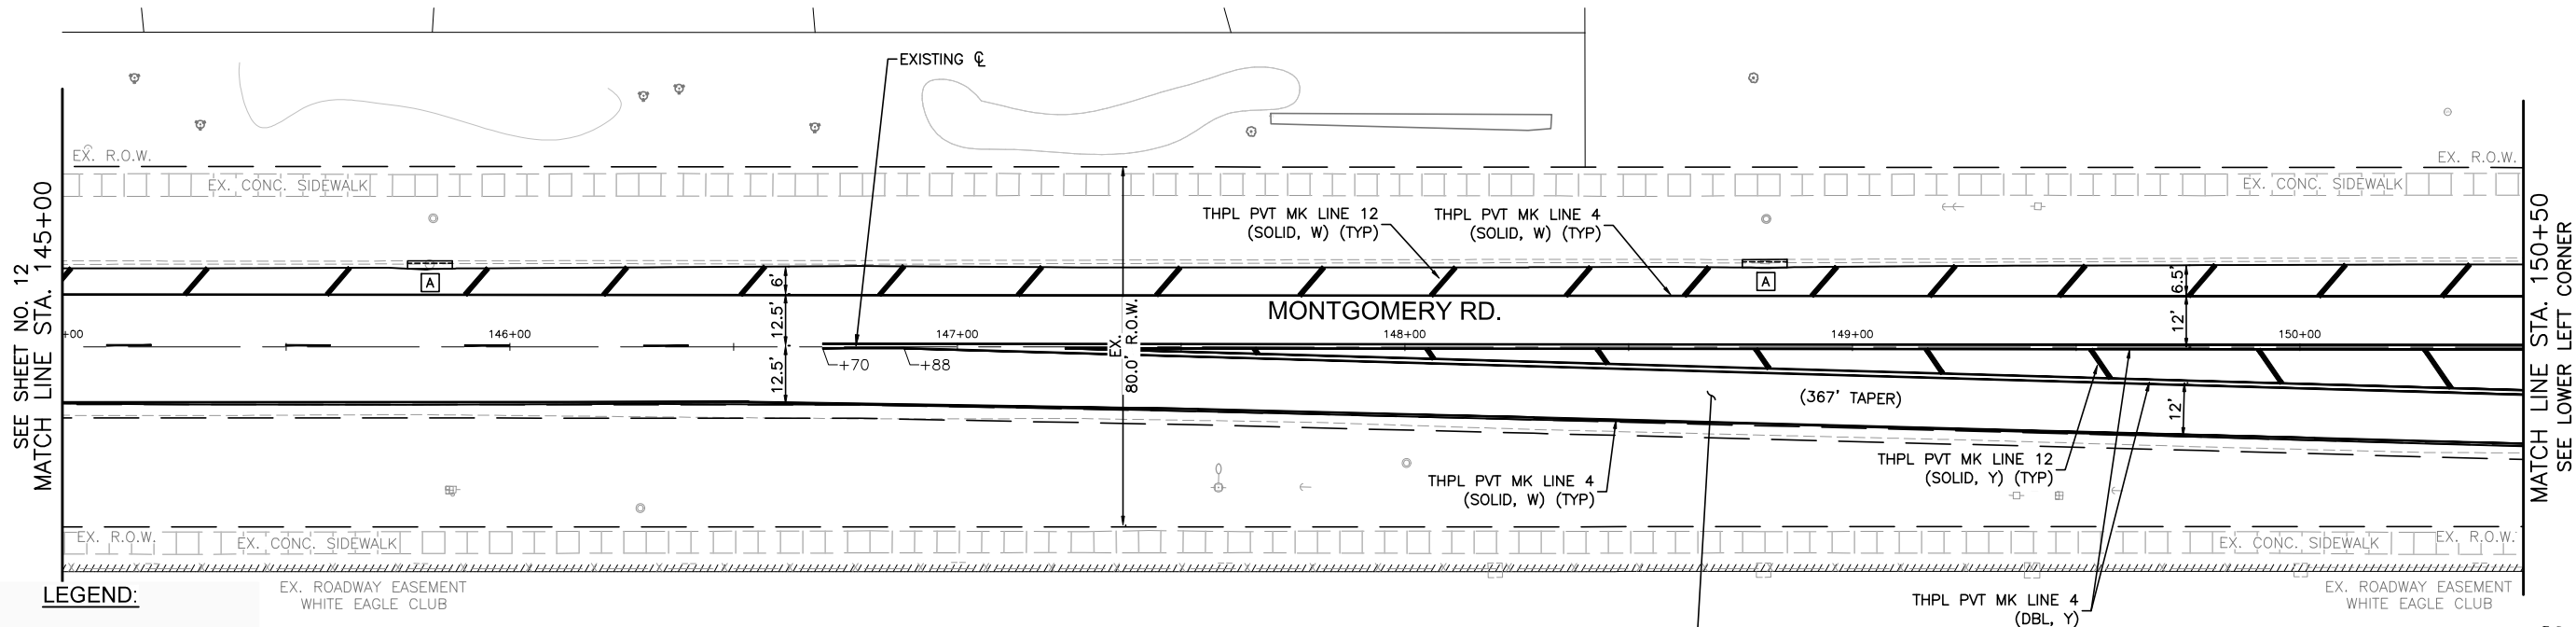 EXISTING ℄
EX. R.O.W.
EX. R.O.W.
EX. CONC. SIDEWALK
EX. CONC. SIDEWALK
SEE SHEET NO. 12
MATCH LINE STA. 145+00
THPL PVT MK LINE 12
(SOLID, W) (TYP)
THPL PVT MK LINE 4
(SOLID, W) (TYP)
A
A
6'
6.5'
MONTGOMERY RD.
12.5'
12'
+00
146+00
147+00
148+00
149+00
150+00
EX.
80.0' R.O.W.
+70
+88
12.5'
(367' TAPER)
12'
THPL PVT MK LINE 4
(SOLID, W) (TYP)
THPL PVT MK LINE 12
(SOLID, Y) (TYP)
MATCH LINE STA. 150+50
SEE LOWER LEFT CORNER
EX. R.O.W.
EX. CONC. SIDEWALK
EX. CONC. SIDEWALK
EX. R.O.W.
LEGEND:
EX. ROADWAY EASEMENT
WHITE EAGLE CLUB
THPL PVT MK LINE 4
(DBL, Y)
EX. ROADWAY EASEMENT
WHITE EAGLE CLUB